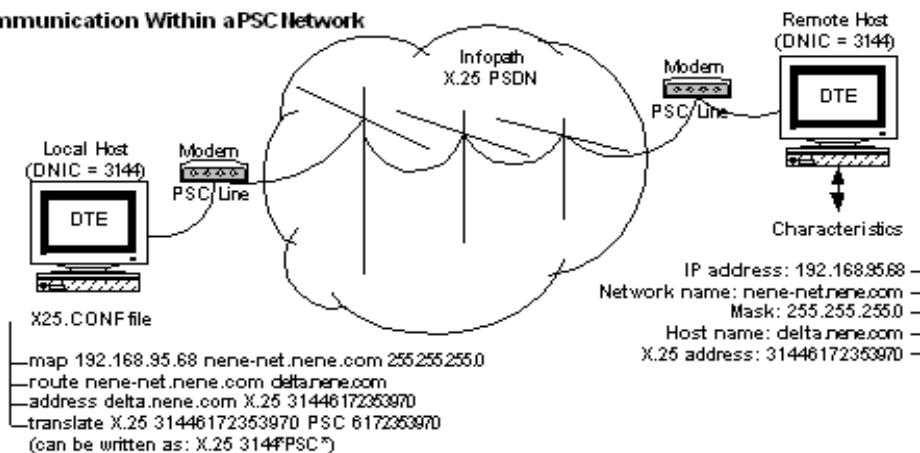 mmunication Within a PSC Network
Infopath
X.25 PSDN
Remote Host
(DNIC = 3144)
Modem
PSC Line
DTE
Local Host
(DNIC = 3144)
Modem
PSC Line
DTE
Characteristics
IP address: 192.168.95.68
Network name: nene-net.nene.com
Mask: 255.255.255.0
Host name: delta.nene.com
X.25 address: 31446172353970
X25.CONF file
map 192.168.95.68 nene-net.nene.com 255.255.255.0
route nene-net.nene.com delta.nene.com
address delta.nene.com X.25 31446172353970
translate X.25 31446172353970 PSC 6172353970
(can be written as: X.25 3144*PSC*)